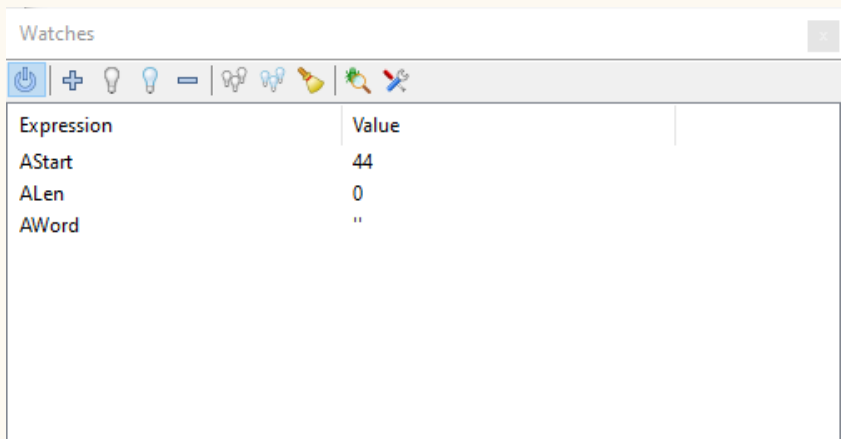 Watches
x
Expression Value
AStart 44
ALen 0
AWord ''